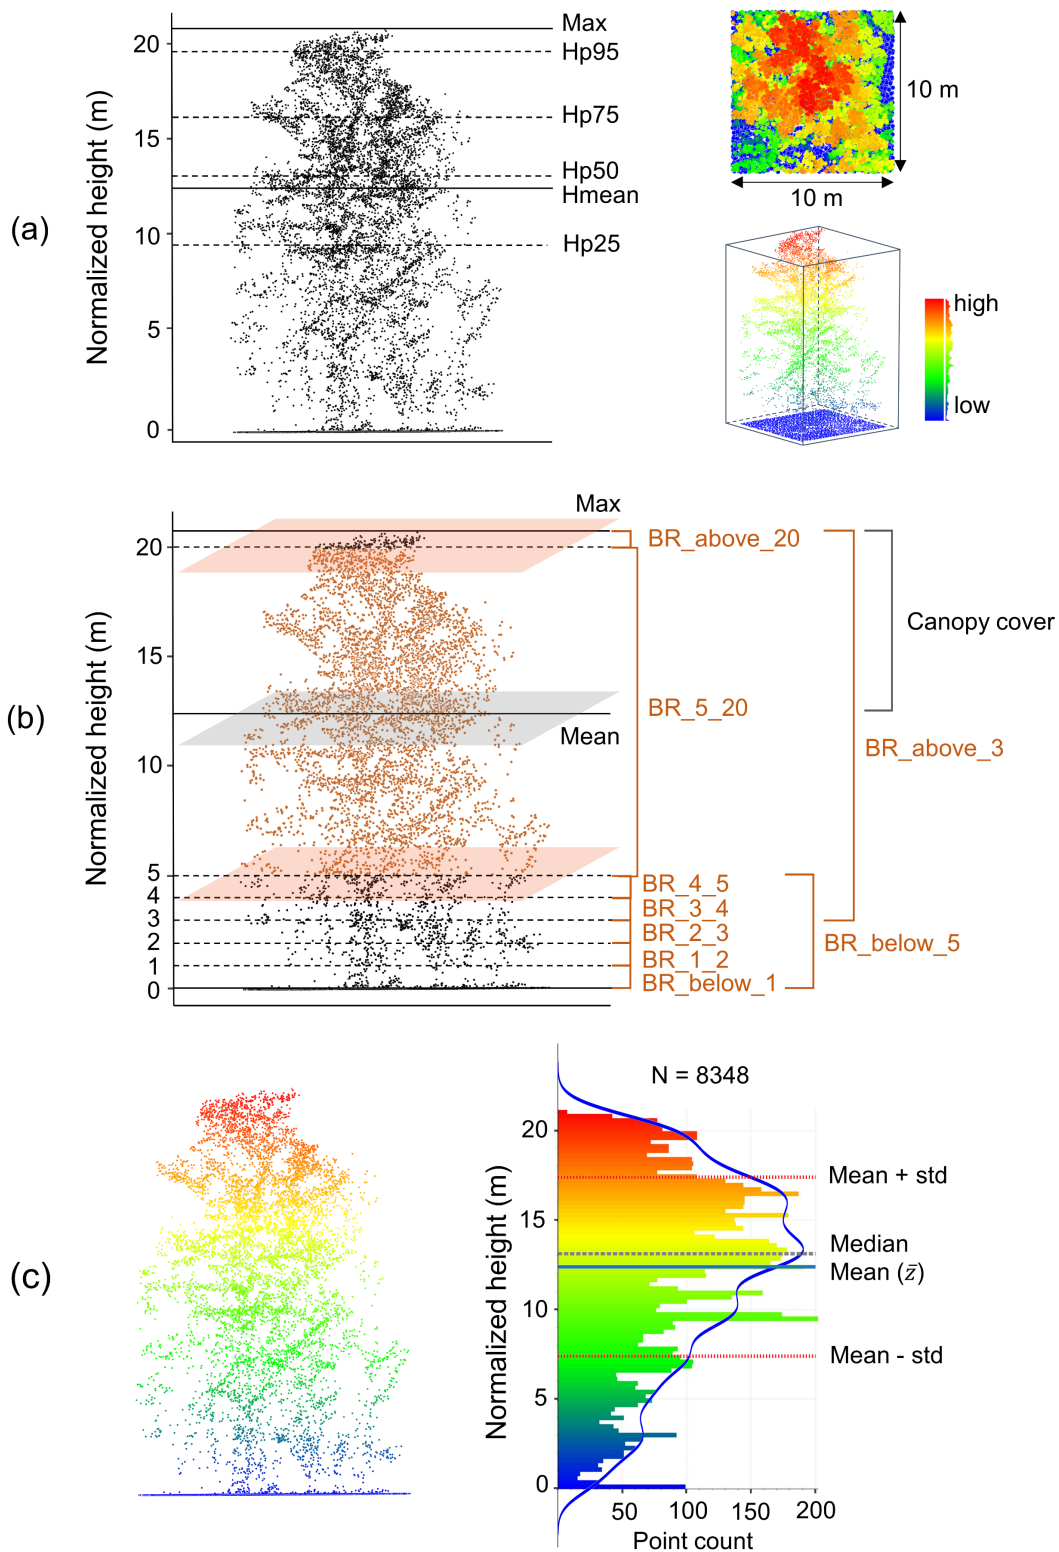 (a)
Normalized height (m)
20
15
10
5
0
Max
Hp95
Hp75
Hp50
Hmean
Hp25
10 m
10 m
high
low
(b)
Normalized height (m)
20
15
10
5
4
3
2
1
0
Max
Mean
BR_above_20
BR_5_20
BR_4_5
BR_3_4
BR_2_3
BR_1_2
BR_below_1
BR_below_5
BR_above_3
Canopy cover
(c)
N = 8348
Normalized height (m)
20
15
10
5
0
Mean + std
Median
Mean (z̄)
Mean - std
50 100 150 200
Point count